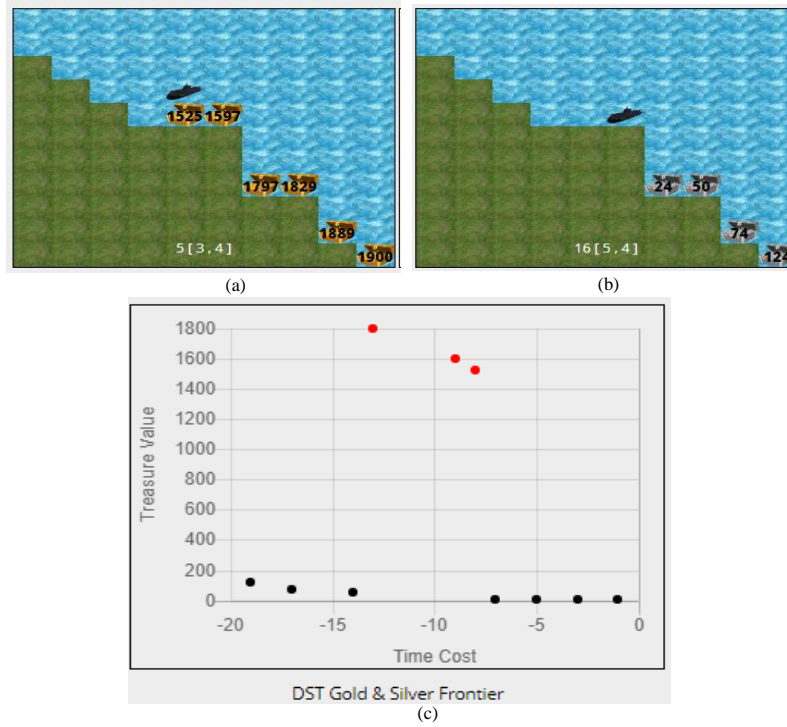 1525 1597
1797 1829
1889
5[3,4]
1900
(a)
24 50
74
16[5,4]
124
(b)
1800
1600
1400
1200
1000
800
600
400
200
0
Treasure Value
-20 -15 -10 -5 0
Time Cost
DST Gold & Silver Frontier
(c)